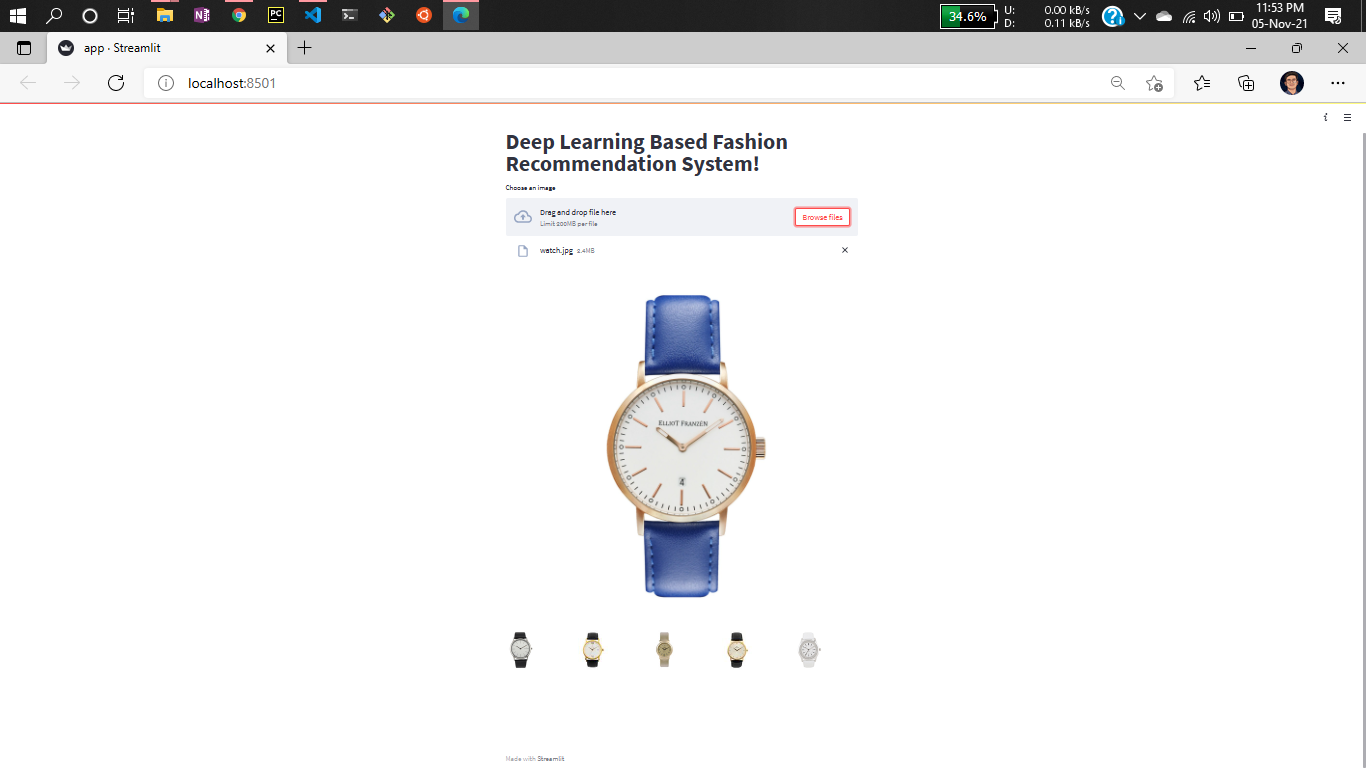 34.6%
U: 0.00 kB/s
D: 0.11 kB/s
11:53 PM
05-Nov-21
app · Streamlit
localhost:8501
Deep Learning Based Fashion
Recommendation System!
Choose an image
Drag and drop file here
Limit 200MB per file
Browse files
watch.jpg 2.4MB
ELLIOT FRANZEN
4
Made with Streamlit